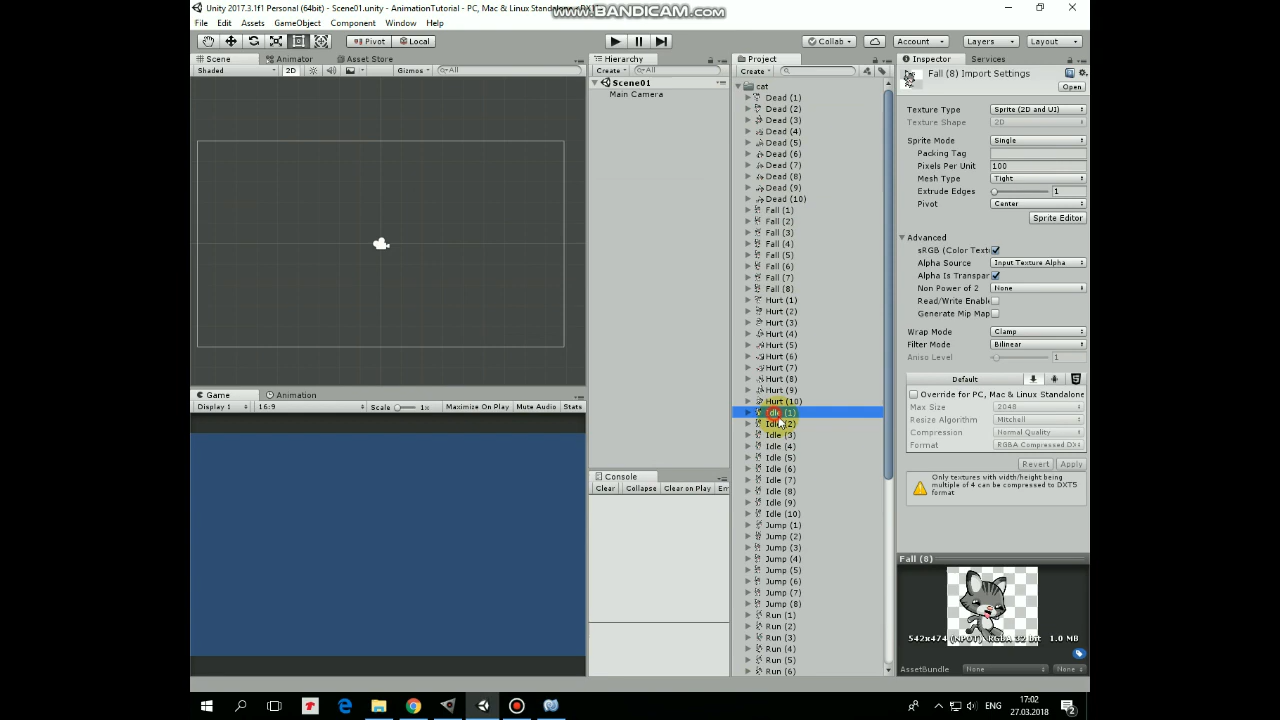 Unity 2017.3.1f1 Personal (64bit) - Scene01.unity - AnimationTutorial - PC, Mac & Linux Standalone
www.BANDICAM.com
File Edit Assets GameObject Component Window Help
Pivot Local
Collab Account Layers Layout
Scene Animator Asset Store
Shaded 2D Gizmos All
Hierarchy
Create All
Scene01
Main Camera
Project
Create
cat
Dead (1)
Dead (2)
Dead (3)
Dead (4)
Dead (5)
Dead (6)
Dead (7)
Dead (8)
Dead (9)
Dead (10)
Fall (1)
Fall (2)
Fall (3)
Fall (4)
Fall (5)
Fall (6)
Fall (7)
Fall (8)
Hurt (1)
Hurt (2)
Hurt (3)
Hurt (4)
Hurt (5)
Hurt (6)
Hurt (7)
Hurt (8)
Hurt (9)
Hurt (10)
Idle (1)
Idle (2)
Idle (3)
Idle (4)
Idle (5)
Idle (6)
Idle (7)
Idle (8)
Idle (9)
Idle (10)
Jump (1)
Jump (2)
Jump (3)
Jump (4)
Jump (5)
Jump (6)
Jump (7)
Jump (8)
Run (1)
Run (2)
Run (3)
Run (4)
Run (5)
Run (6)
Inspector Services
Fall (8) Import Settings
Open
Texture Type Sprite (2D and UI)
Texture Shape 2D
Sprite Mode Single
Packing Tag
Pixels Per Unit 100
Mesh Type Tight
Extrude Edges 1
Pivot Center
Sprite Editor
Advanced
sRGB (Color Text
Alpha Source Input Texture Alpha
Alpha Is Transpar
Non Power of 2 None
Read/Write Enabl
Generate Mip Map
Wrap Mode Clamp
Filter Mode Bilinear
Aniso Level 1
Default
Override for PC, Mac & Linux Standalone
Max Size 2048
Resize Algorithm Mitchell
Compression Normal Quality
Format RGBA Compressed DX
Revert Apply
Only textures with width/height being
multiple of 4 can be compressed to DXT5
format
Fall (8)
542x474 (NPOT) RGBA 32 bit 1.0 MB
AssetBundle None None
Game Animation
Display 1 16:9 Scale 1x Maximize On Play Mute Audio Stats
Console
Clear Collapse Clear on Play Er
ENG
17:02
27.03.2018
2